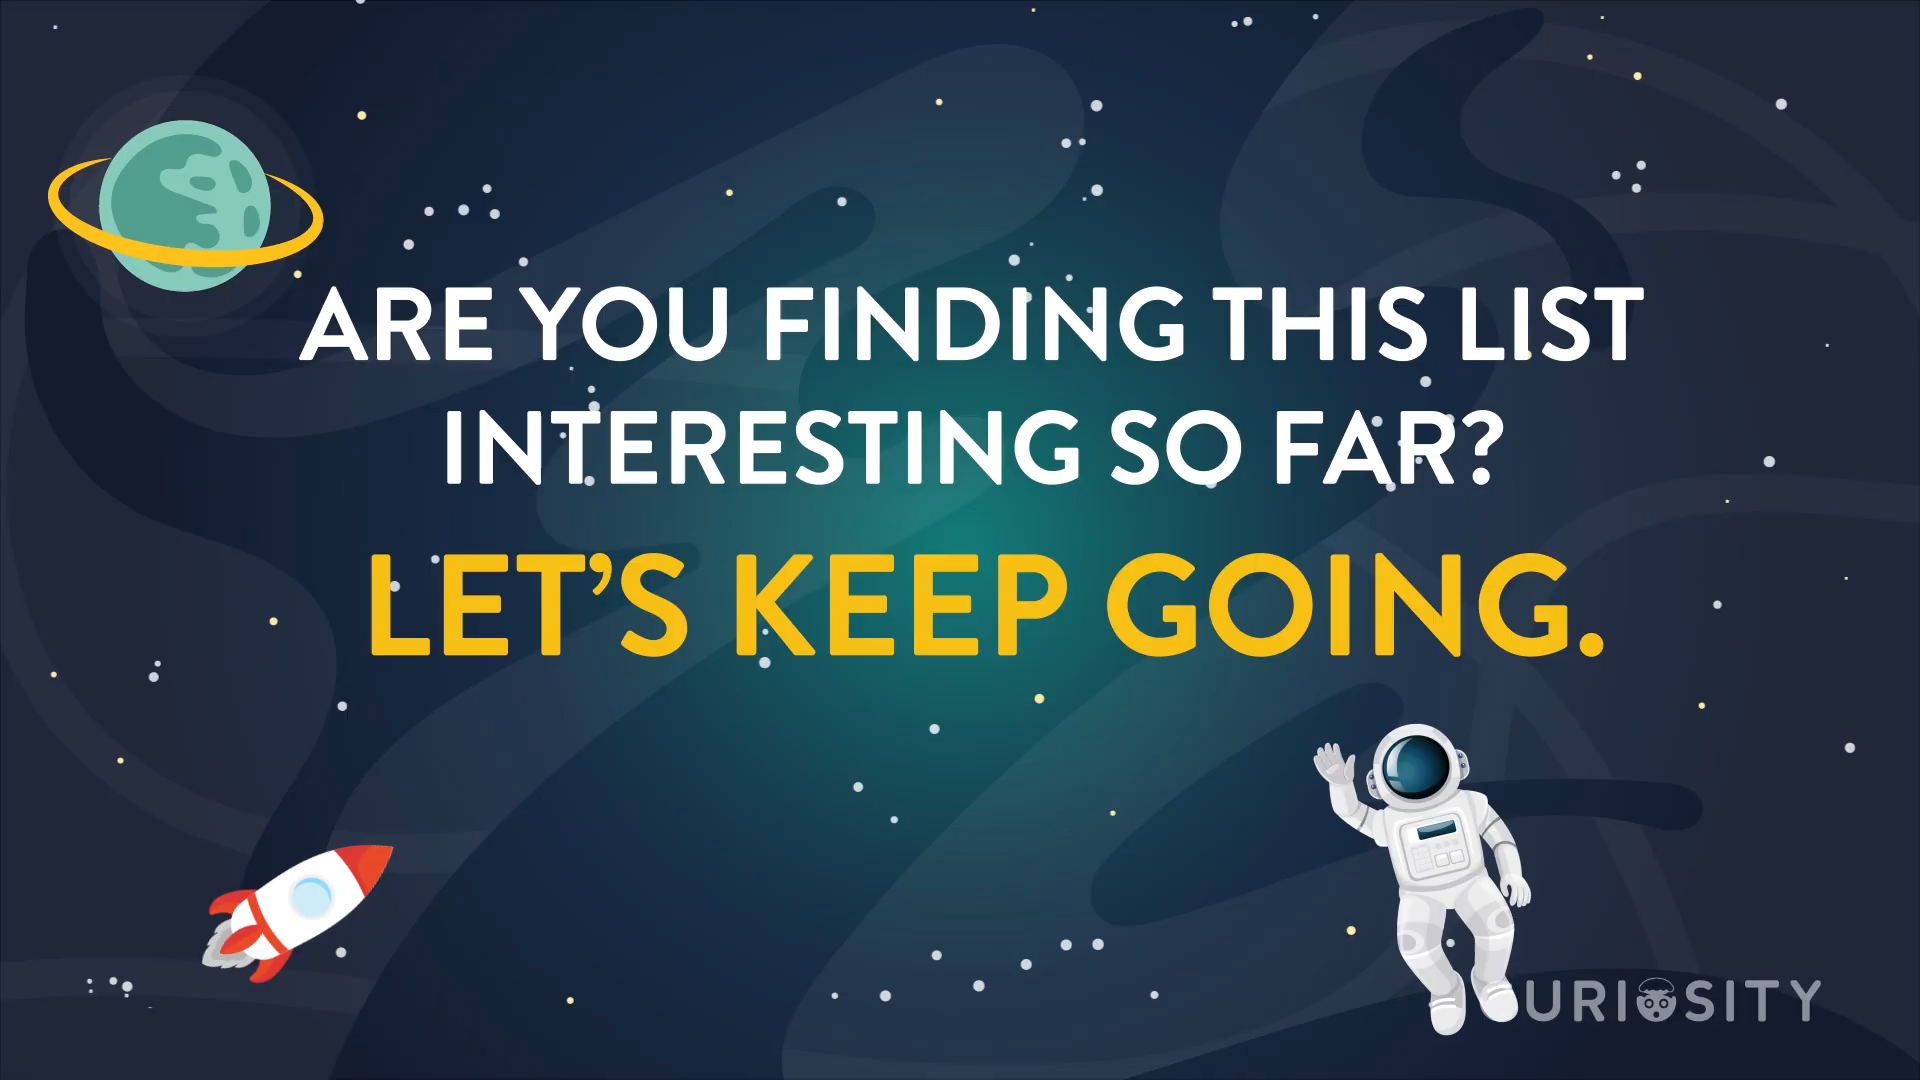 ARE YOU FINDING THIS LIST
INTERESTING SO FAR?
LET'S KEEP GOING.
URIOSITY